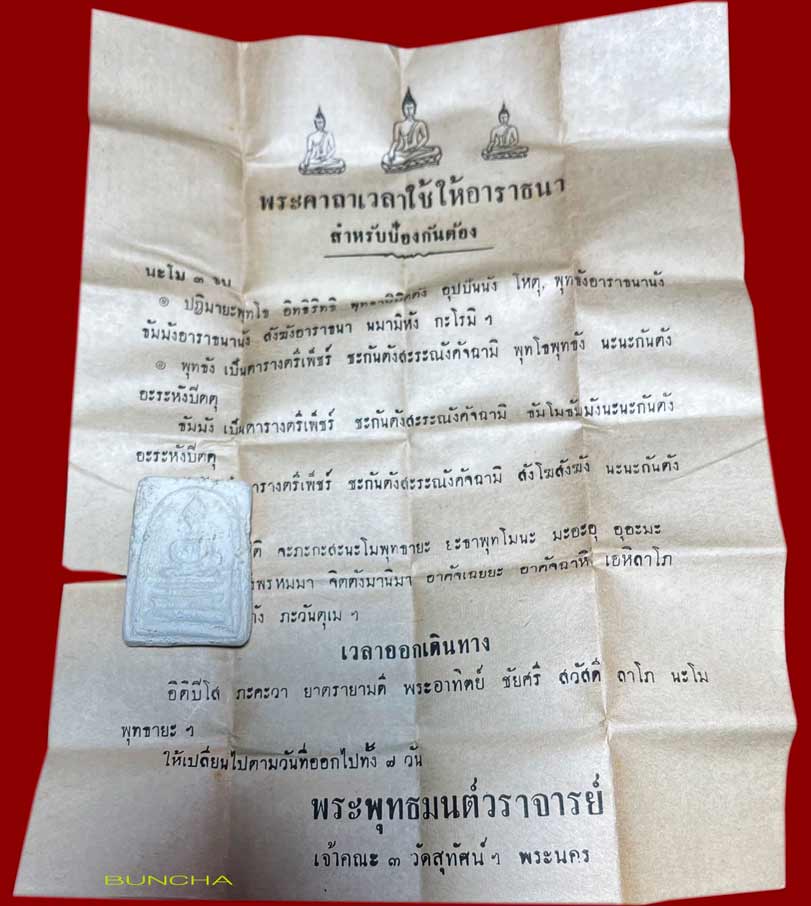 พระคาถาเวลาใช้ให้อาราธนา
สำหรับป้องกันต้อง
นะโม ๓ จบ
๏ ปฏิมายะพุทโธ อิทธิริทธิ อุปปันนัง โหตุ, พุทธังอาราธนานัง
ธัมมังอาราธนานัง สังฆังอาราธนา นมามิหัง กะโรมิ ฯ
๏ พุทธัง เป็นตารางตรีเพ็ชร์ ชะกันตังสะระณังคัจฉามิ พุทโธพุทธัง นะนะกันตัง
อะระหังปีตตุ
ธัมมัง เป็นตารางตรีเพ็ชร์ ชะกันตังสะระณังคัจฉามิ ธัมโมธัมมังนะนะกันตัง
อะระหังปีตตุ
ารางตรีเพ็ชร์ ชะกันตังสะระณังคัจฉามิ สังโฆสังฆัง นะนะกันตัง
ติ จะภะกะสะนะโมพุทธายะ ยะธาพุทโมนะ มะอะอุ อุอะมะ
พรหมมา จิตตังมานิมา อาคัจเฉยยะ อาคัจฉาหิ เอหิลาโภ
ภะวันตุเม ฯ
เวลาออกเดินทาง
อิติปิโส ภะคะวา ยาตรายามดี พระอาทิตย์ ชัยศรี สวัสดี ลาโภ นะโม
พุทธายะ ฯ
ให้เปลี่ยนไปตามวันที่ออกไปทั้ง ๗ วัน
พระพุทธมนต์วราจารย์
เจ้าคณะ ๓ วัดสุทัศน์ ฯ พระนคร
BUNCHA